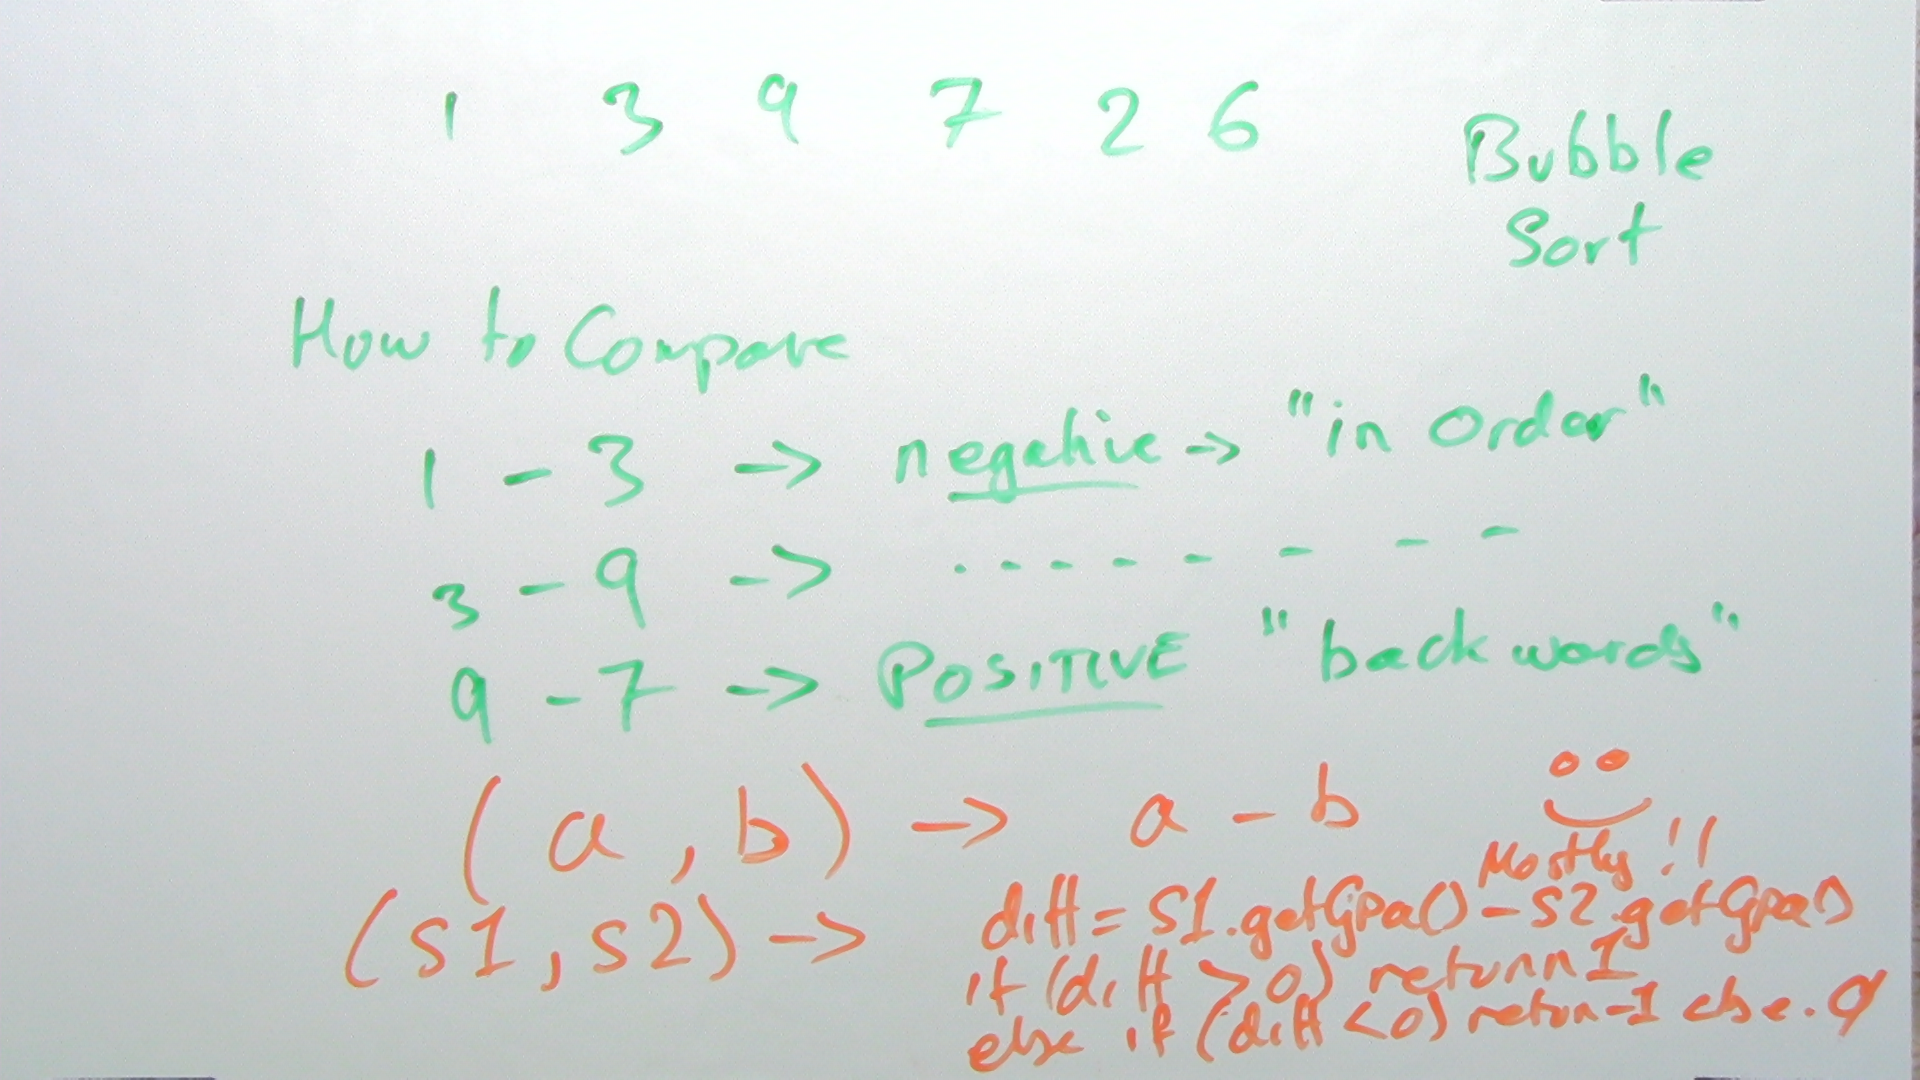 1 3 9 7 2 6
Bubble
Sort
How to Compare
1 - 3 -> negative -> "in order"
3 - 9 -> . - - - - - - -
9 - 7 -> POSITIVE "backwards"
(a, b) -> a - b
Mostly!!
(s1, s2) -> diff = S1.getGpa() - S2.getGpa()
if (diff > 0) return 1
else if (diff < 0) return -1 else. 0